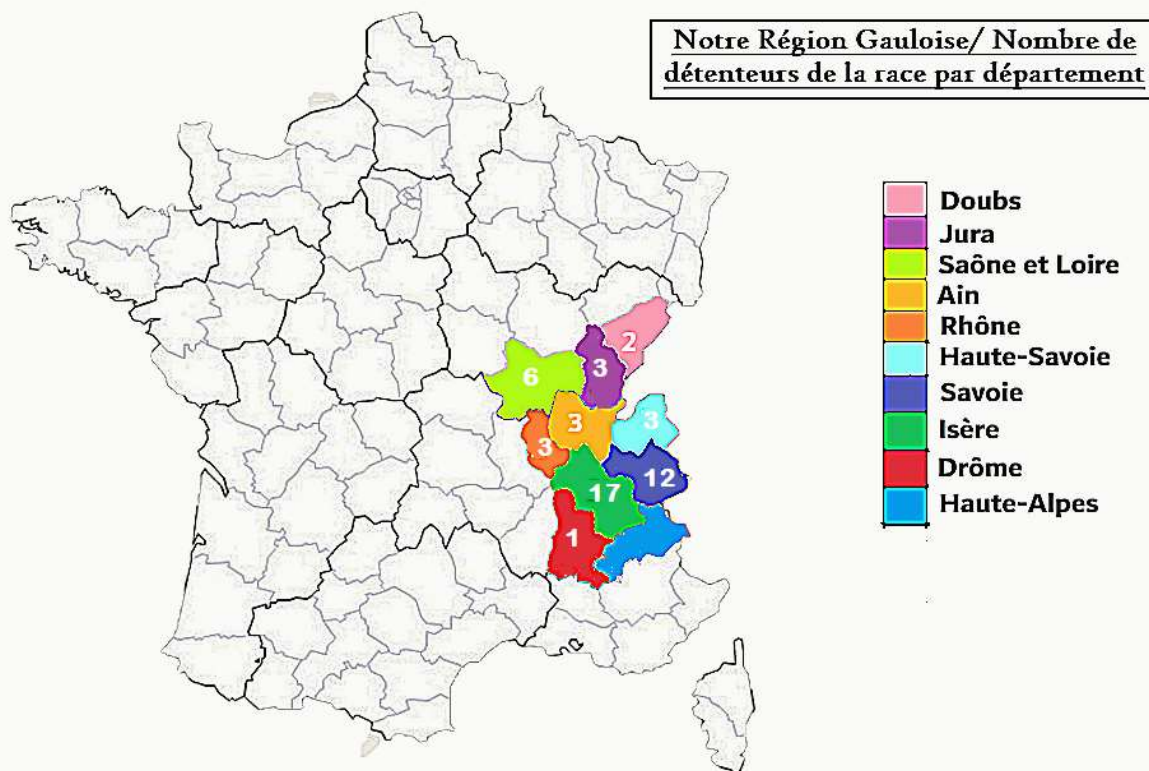 Notre Région Gauloise/ Nombre de
détenteurs de la race par département
Doubs
Jura
Saône et Loire
Ain
Rhône
Haute-Savoie
Savoie
Isère
Drôme
Haute-Alpes
2
3
6
3
3
3
12
17
1